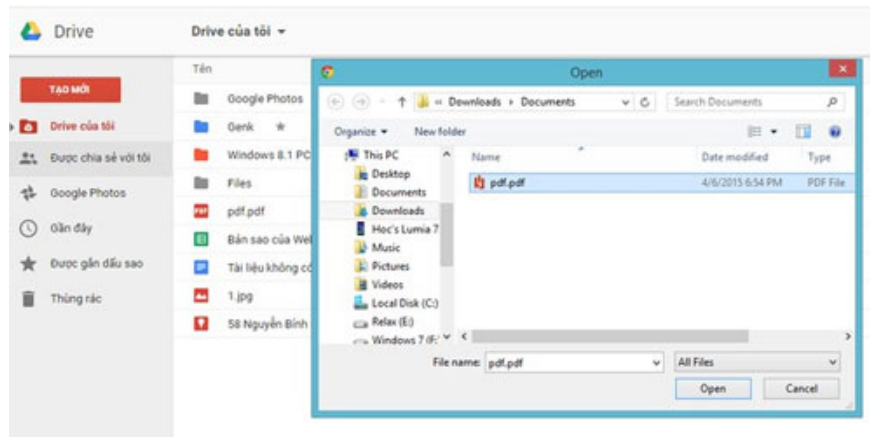 Drive
Drive của tôi
TẠO MỚI
Drive của tôi
Được chia sẻ với tôi
Google Photos
Gần đây
Được gắn dấu sao
Thùng rác
Tên
Google Photos
Genk
Windows 8.1 PC
Files
pdf.pdf
Bản sao của Wel
Tài liệu không có
1.jpg
58 Nguyễn Bính
Open
« Downloads › Documents
Search Documents
Organize
New folder
This PC
Desktop
Documents
Downloads
Hoc's Lumia 7
Music
Pictures
Videos
Local Disk (C:)
Relax (E:)
Windows 7 (F:
Name
Date modified
Type
pdf.pdf
4/6/2015 6:54 PM
PDF File
File name:
pdf.pdf
All Files
Open
Cancel